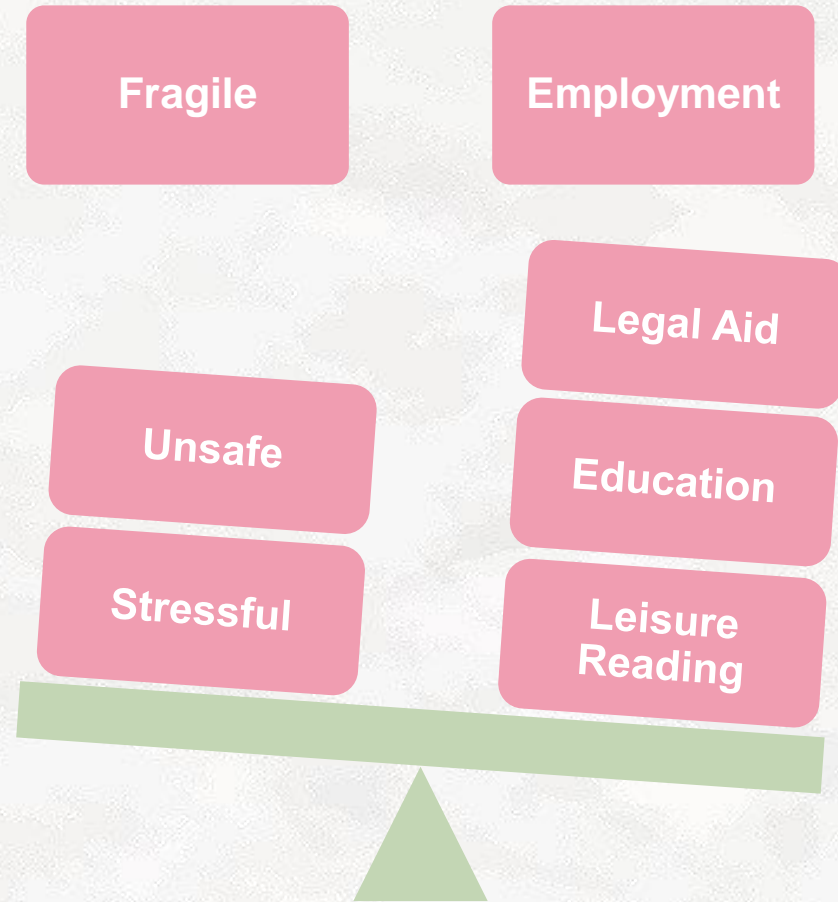 Fragile
Employment
Legal Aid
Unsafe
Education
Stressful
Leisure
Reading